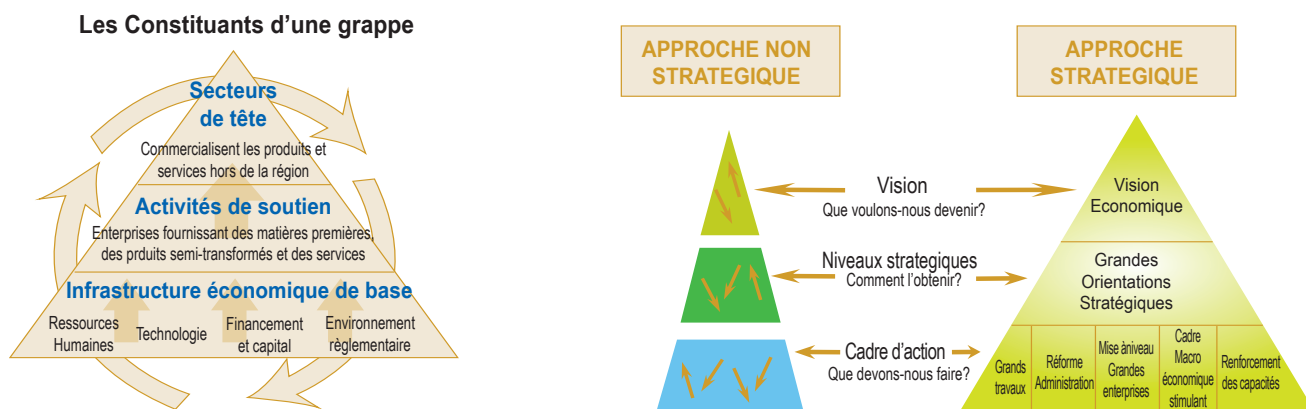 Les Constituants d'une grappe
Secteurs
de tête
Commercialisent les produits et
services hors de la région
Activités de soutien
Enterprises fournissant des matières premières,
des prduits semi-transformés et des services
Infrastructure économique de base
Ressources
Humaines
Technologie
Financement
et capital
Environnement
règlementaire
APPROCHE NON
STRATEGIQUE
APPROCHE
STRATEGIQUE
Vision
Que voulons-nous devenir?
Niveaux strategiques
Comment l'obtenir?
Cadre d'action
Que devons-nous faire?
Vision
Economique
Grandes
Orientations
Stratégiques
Grands
travaux
Réforme
Administration
Mise àniveau
Grandes
enterprises
Cadre
Macro
économique
stimulant
Renforcement
des capacités